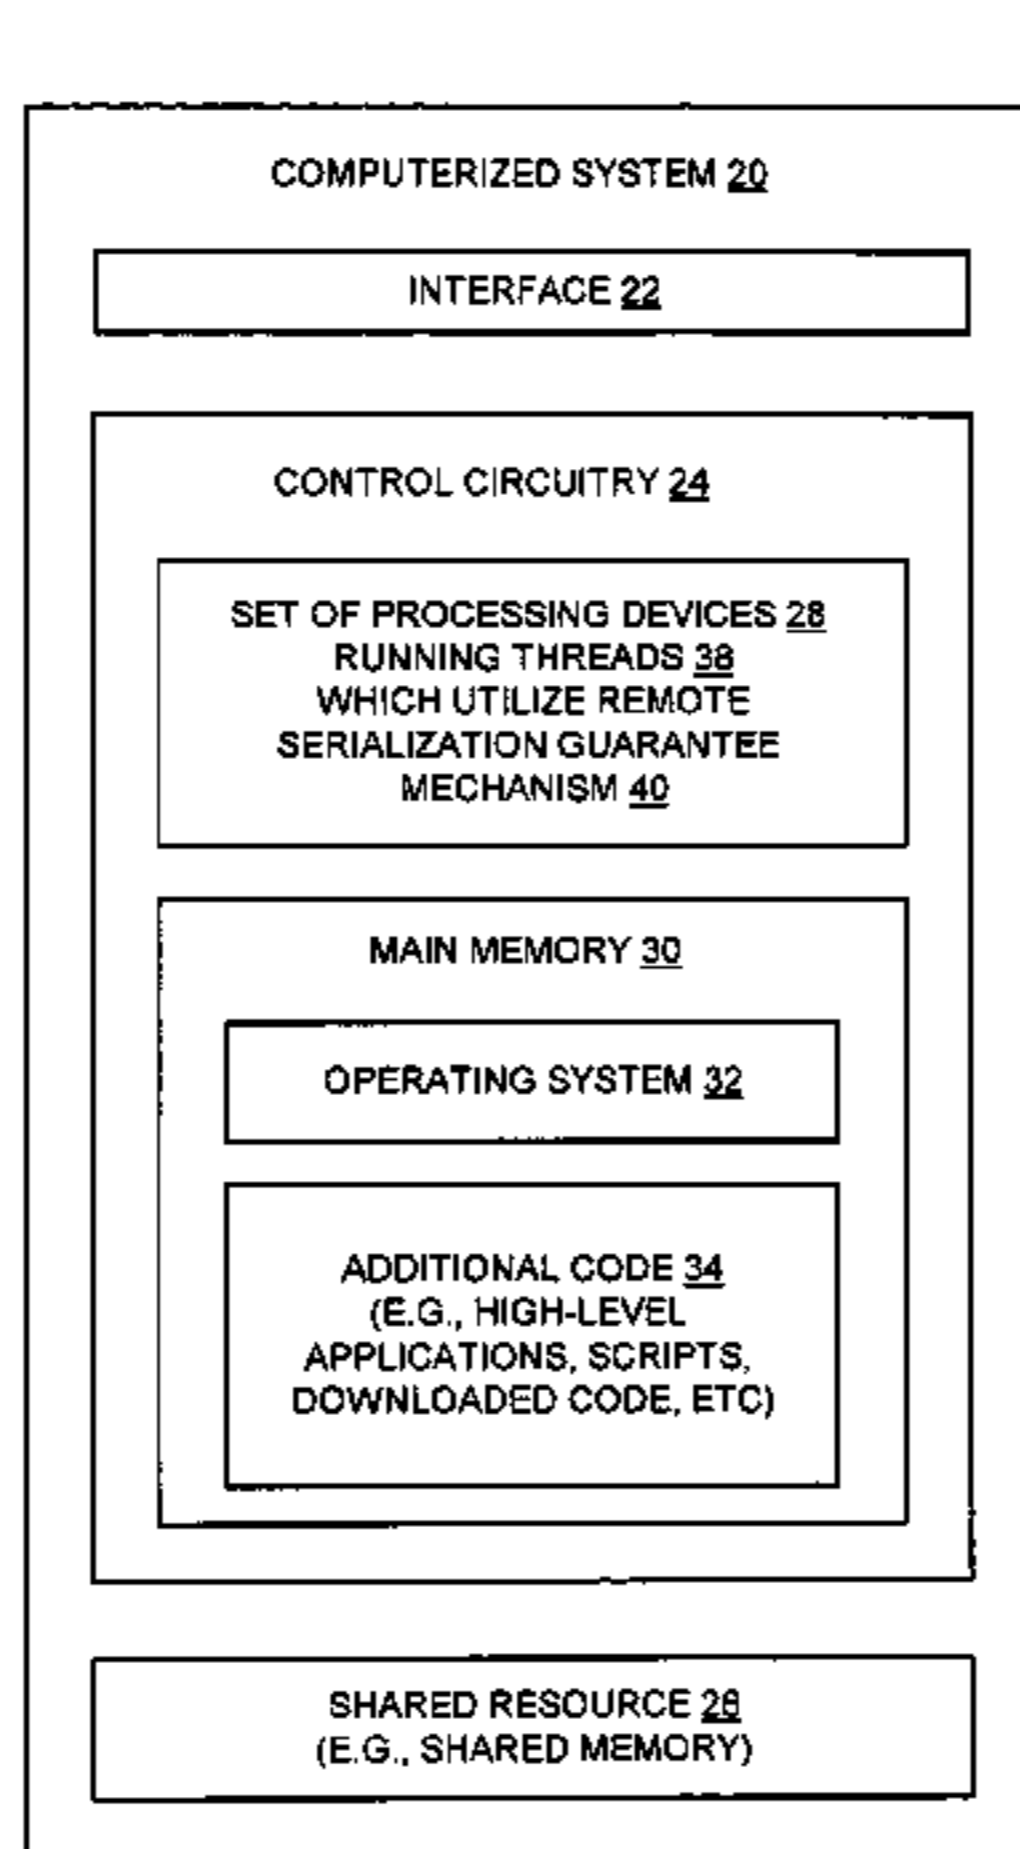 COMPUTERIZED SYSTEM 20
INTERFACE 22
CONTROL CIRCUITRY 24
SET OF PROCESSING DEVICES 28
RUNNING THREADS 38
WHICH UTILIZE REMOTE
SERIALIZATION GUARANTEE
MECHANISM 40
MAIN MEMORY 30
OPERATING SYSTEM 32
ADDITIONAL CODE 34
(E.G., HIGH-LEVEL
APPLICATIONS, SCRIPTS,
DOWNLOADED CODE, ETC)
SHARED RESOURCE 26
(E.G., SHARED MEMORY)